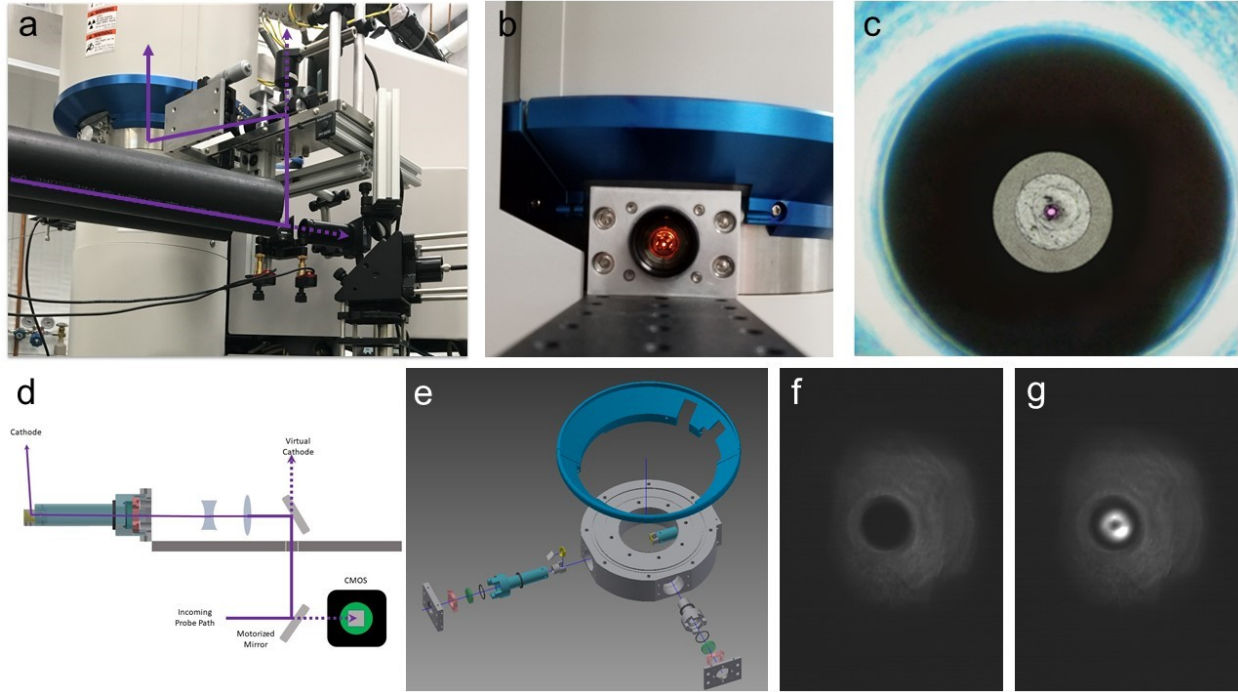 a
b
c
d
Cathode
Virtual
Cathode
Incoming
Probe Path
Motorized
Mirror
CMOS
e
f
g